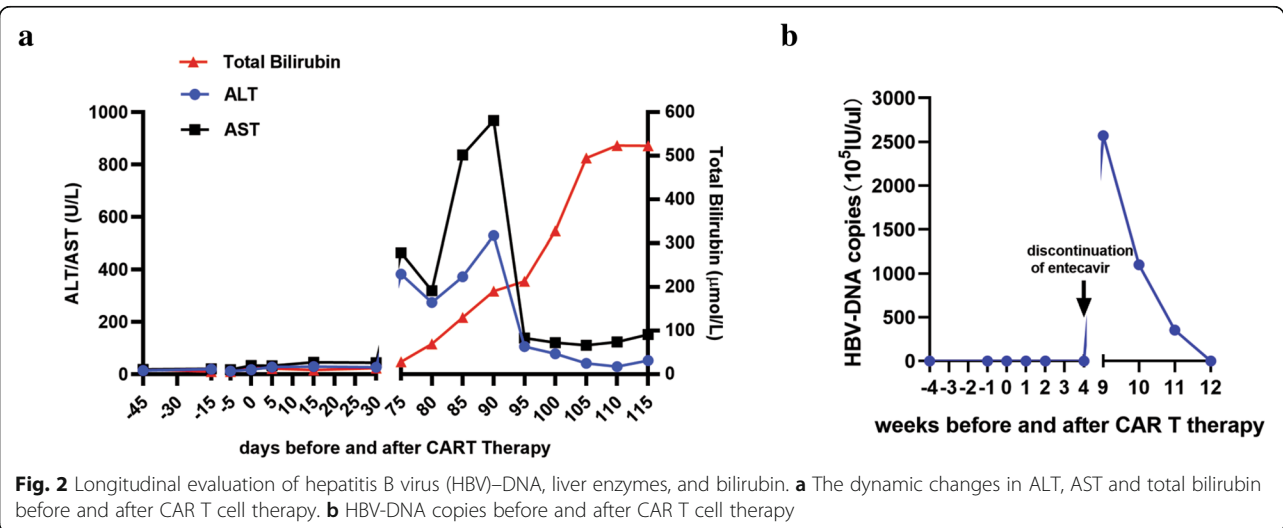 a
Total Bilirubin
ALT
AST
1000
800
600
400
200
0
ALT/AST (U/L)
600
500
400
300
200
100
0
Total Bilirubin (μmol/L)
-45 -30 -15 -5 0 5 10 15 20 25 30 75 80 85 90 95 100 105 110 115
days before and after CART Therapy
b
3000
2500
2000
1500
1000
500
0
HBV-DNA copies (10⁵IU/ul)
discontinuation
of entecavir
-4 -3 -2 -1 0 1 2 3 4 9 10 11 12
weeks before and after CAR T therapy
Fig. 2 Longitudinal evaluation of hepatitis B virus (HBV)–DNA, liver enzymes, and bilirubin. a The dynamic changes in ALT, AST and total bilirubin
before and after CAR T cell therapy. b HBV-DNA copies before and after CAR T cell therapy